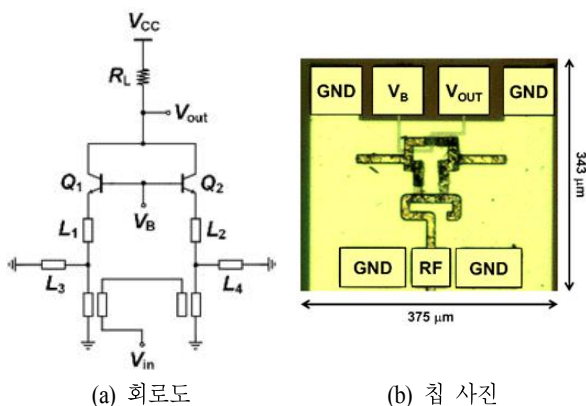 V_CC
R_L
V_out
Q_1
Q_2
V_B
L_1
L_2
L_3
L_4
V_in
(a) 회로도
GND
V_B
V_OUT
GND
GND
RF
GND
343 μm
375 μm
(b) 칩 사진